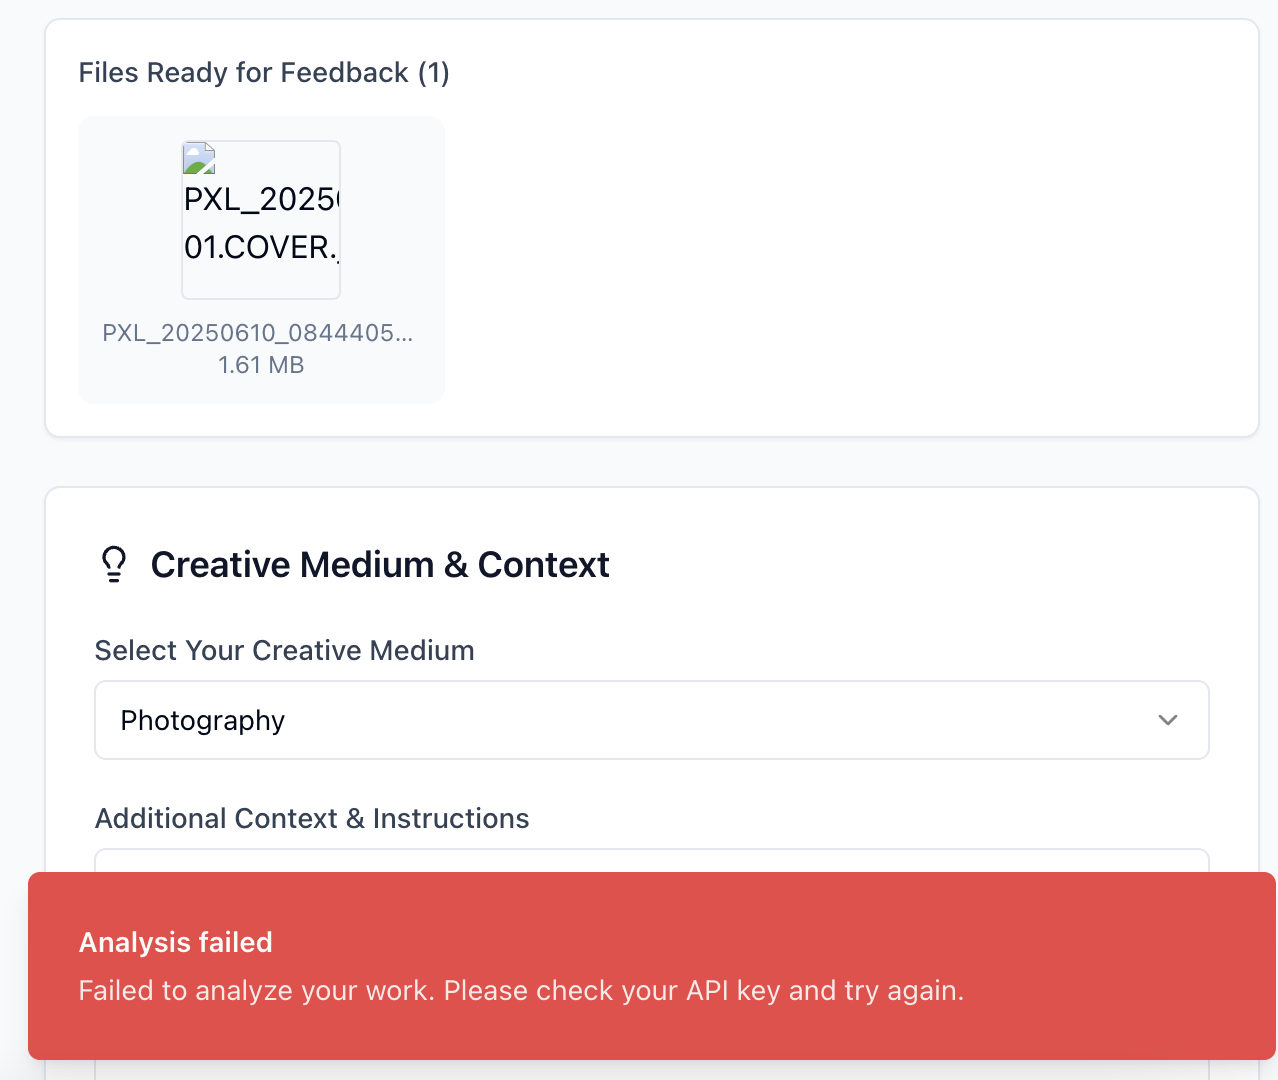 Files Ready for Feedback (1)
PXL_2025
01.COVER.
PXL_20250610_0844405...
1.61 MB
Creative Medium & Context
Select Your Creative Medium
Photography
Additional Context & Instructions
Analysis failed
Failed to analyze your work. Please check your API key and try again.